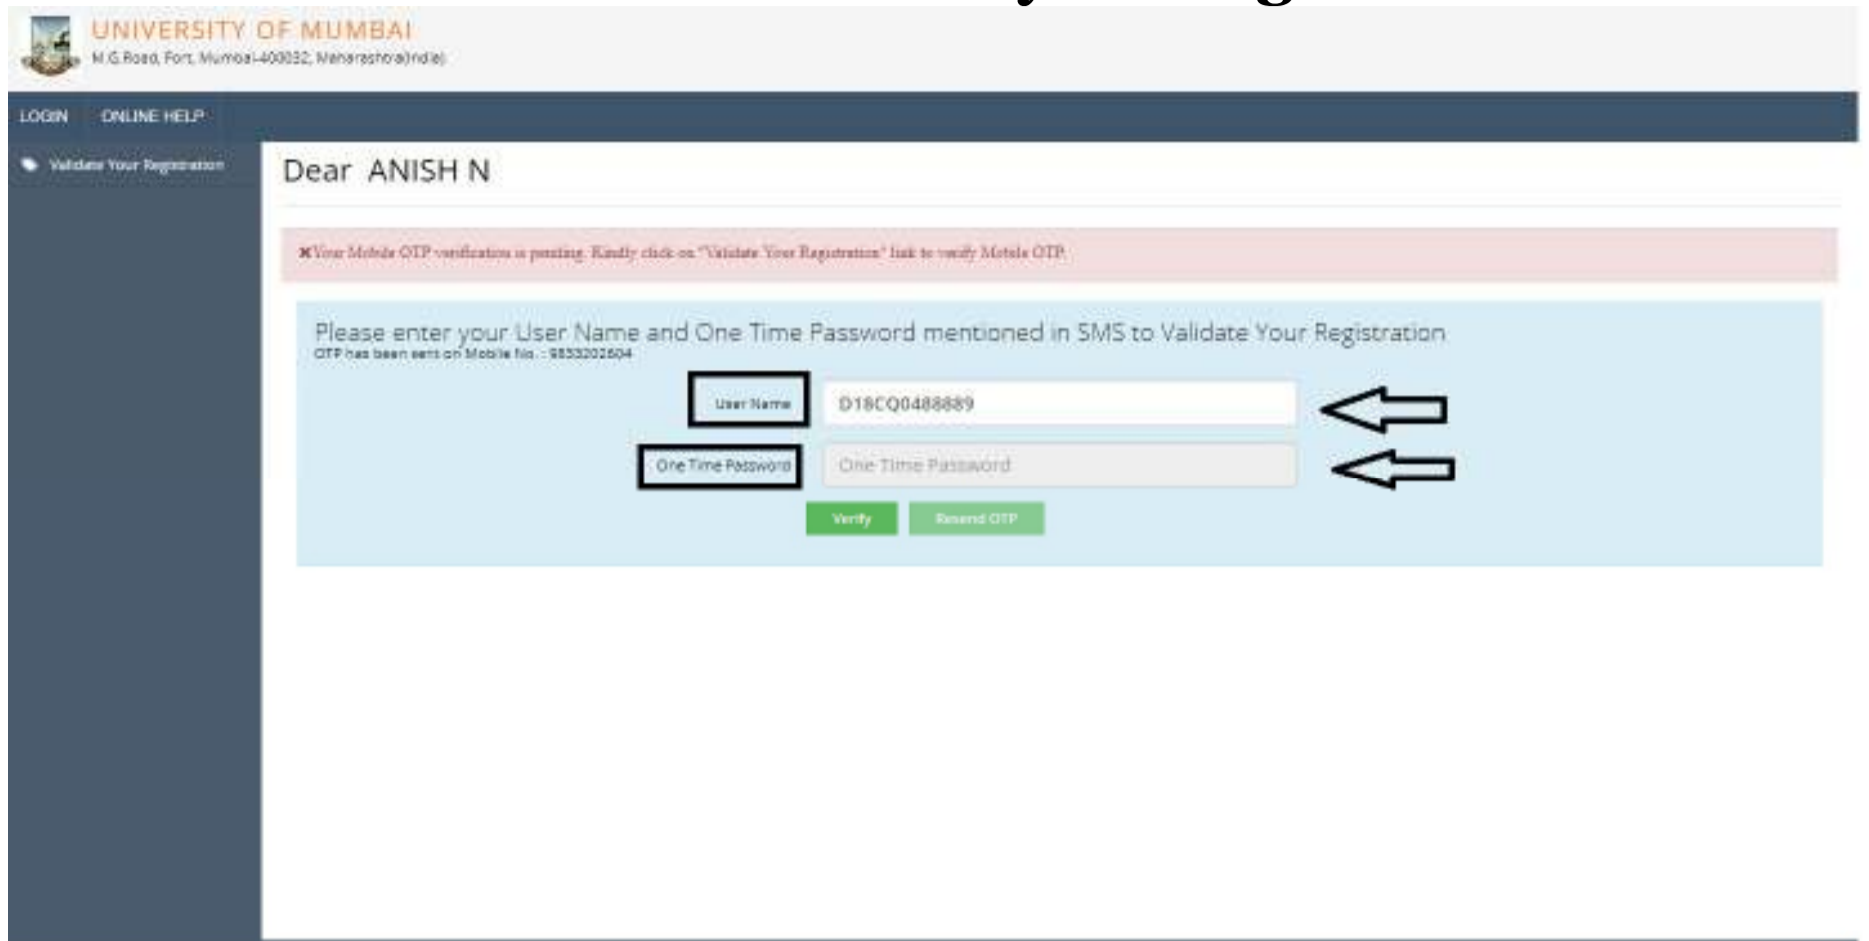 UNIVERSITY OF MUMBAI
M.G.Road, Fort, Mumbai-400032, Maharashtra(India)
LOGIN ONLINE HELP
Validate Your Registration
Dear ANISH N
✖Your Mobile OTP verification is pending. Kindly click on "Validate Your Registration" link to verify Mobile OTP.
Please enter your User Name and One Time Password mentioned in SMS to Validate Your Registration
OTP has been sent on Mobile No. : 9833202604
User Name D18CQ0488889
One Time Password One Time Password
Verify Resend OTP